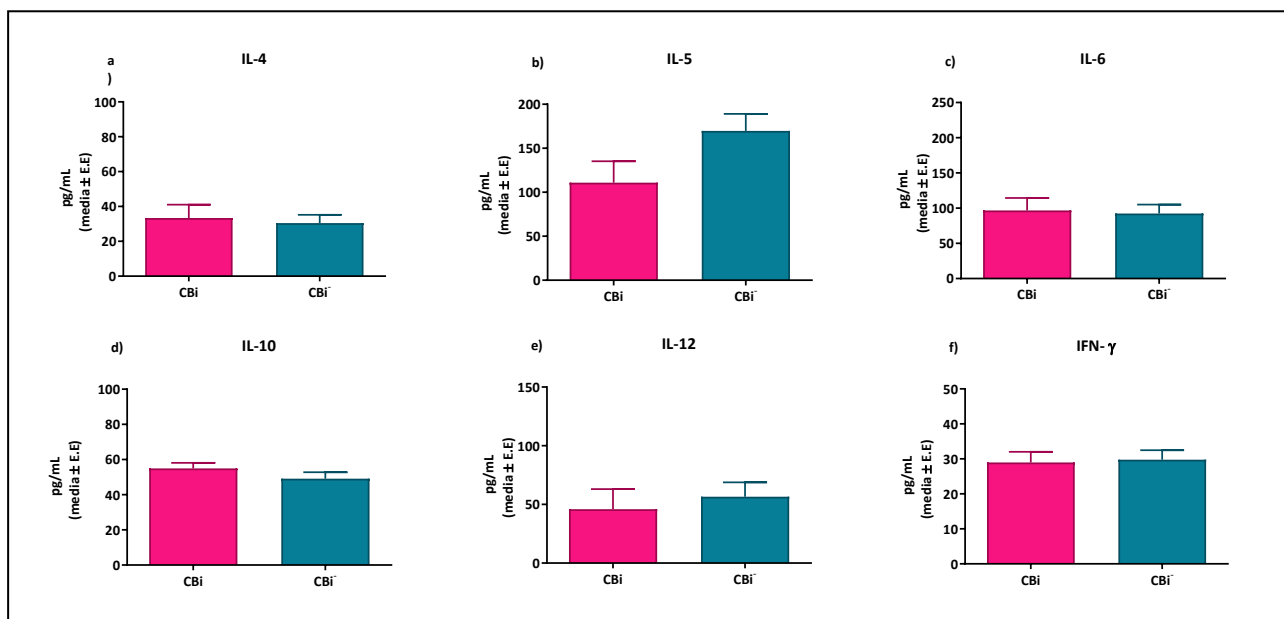 a
)
IL-4
pg/mL
(media ± E.E)
100
80
60
40
20
0
CBi
CBi-
b)
IL-5
pg/mL
(media ± E.E)
200
150
100
50
0
CBi
CBi-
c)
IL-6
pg/mL
(media ± E.E)
250
200
150
100
50
0
CBi
CBi-
d)
IL-10
pg/mL
(media ± E.E)
100
80
60
40
20
0
CBi
CBi-
e)
IL-12
pg/mL
(media ± E.E)
150
100
50
0
CBi
CBi-
f)
IFN- γ
pg/mL
(media ± E.E)
50
40
30
20
10
0
CBi
CBi-